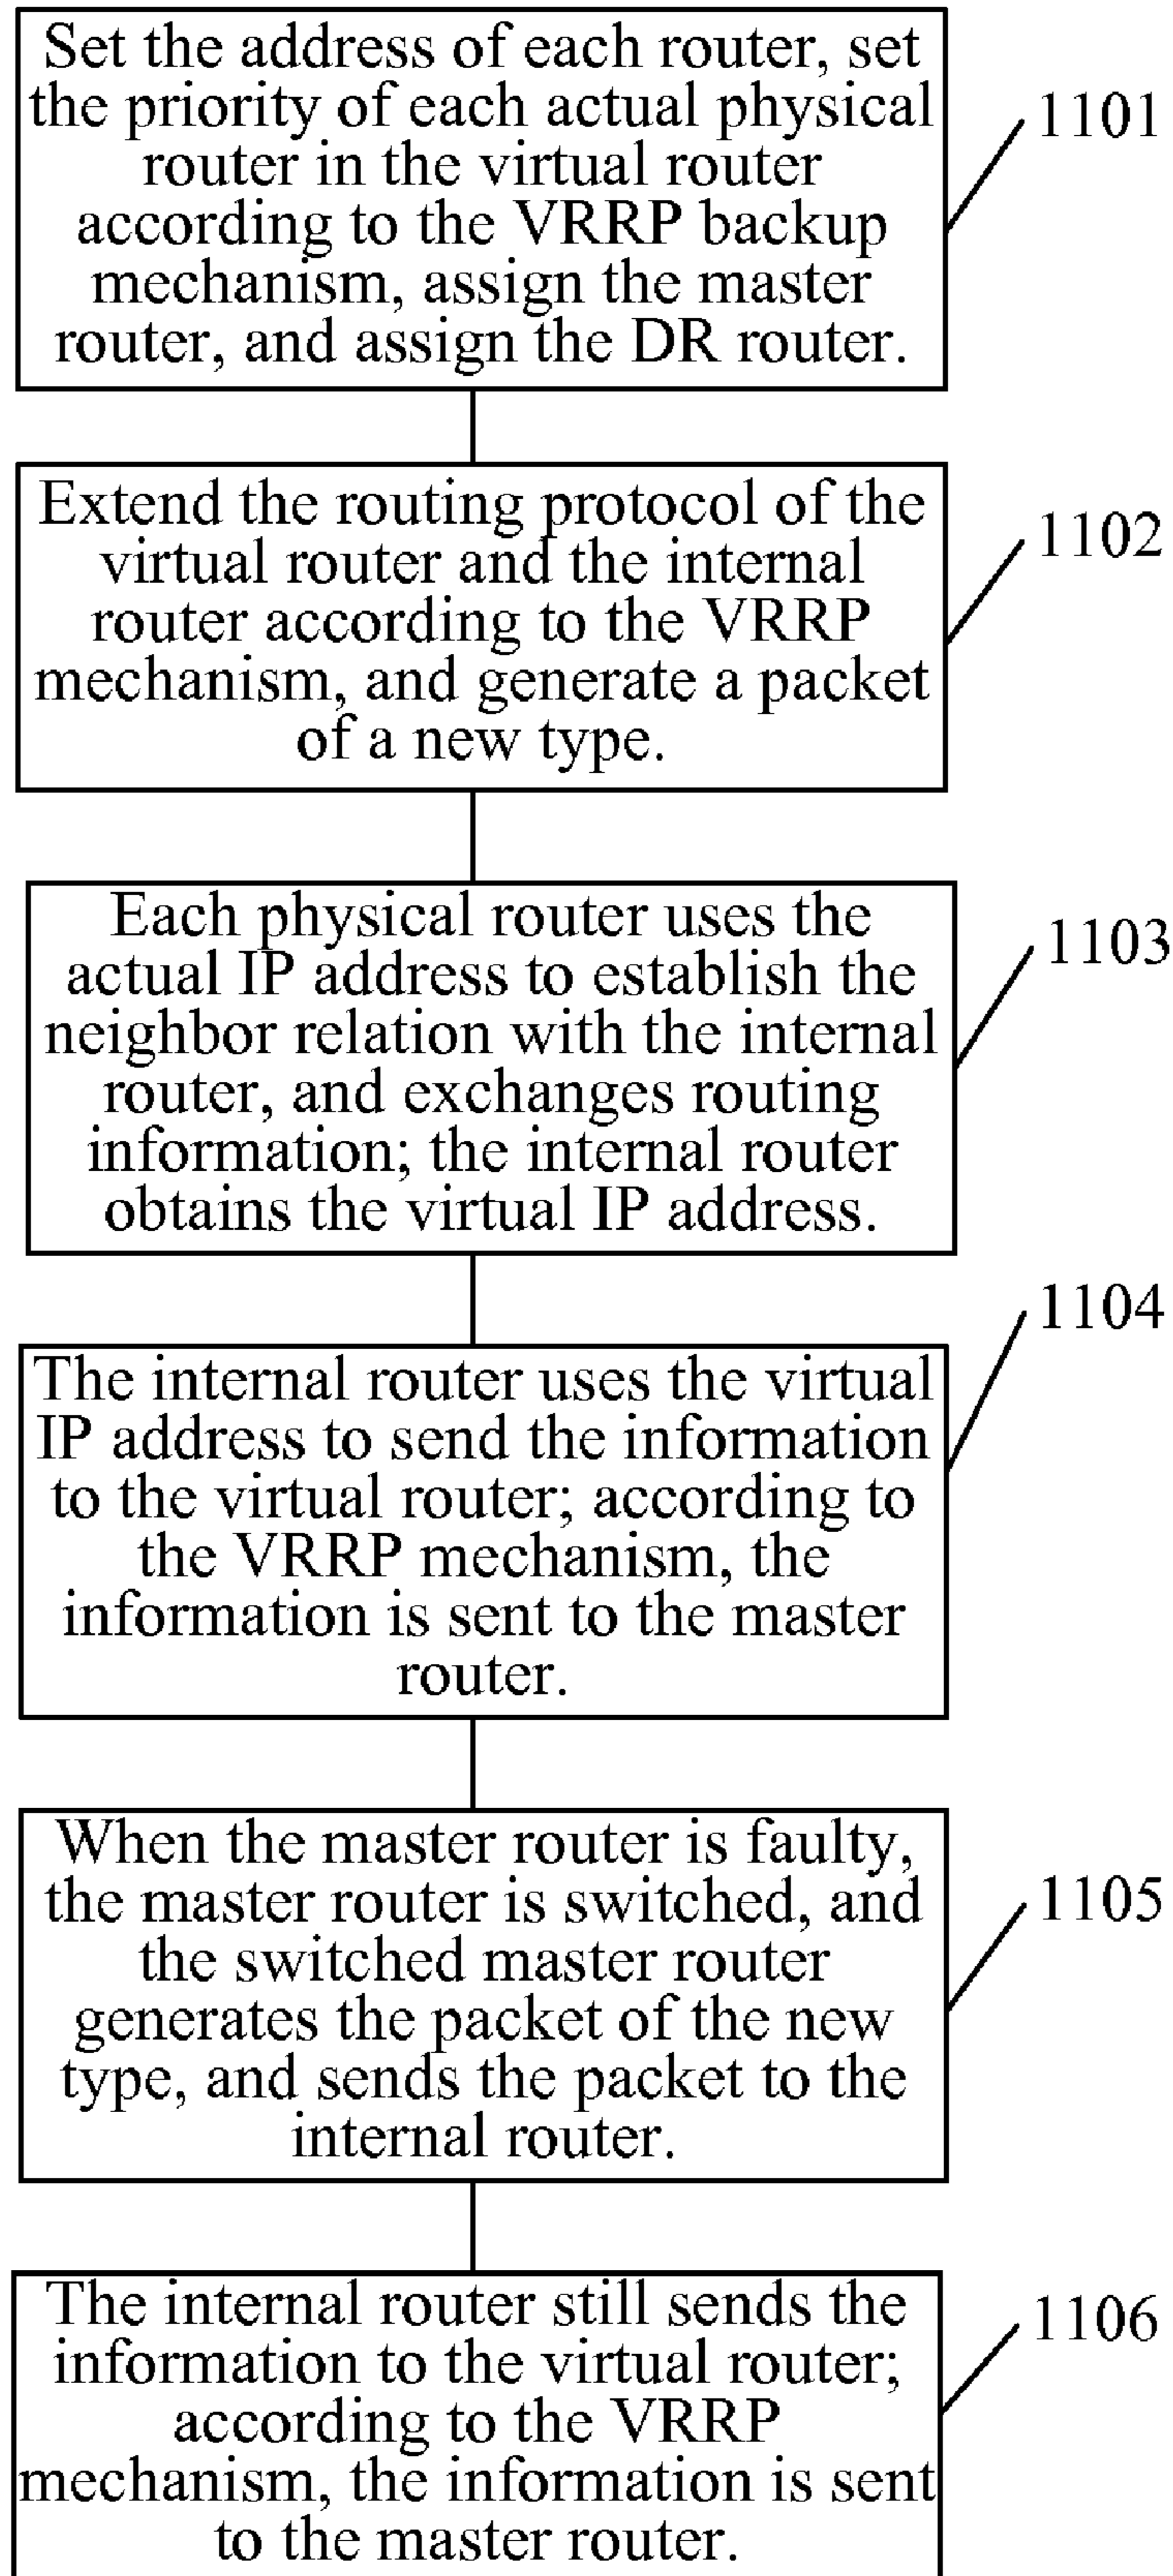 Set the address of each router, set
the priority of each actual physical
router in the virtual router
according to the VRRP backup
mechanism, assign the master
router, and assign the DR router.
1101
Extend the routing protocol of the
virtual router and the internal
router according to the VRRP
mechanism, and generate a packet
of a new type.
1102
Each physical router uses the
actual IP address to establish the
neighbor relation with the internal
router, and exchanges routing
information; the internal router
obtains the virtual IP address.
1103
The internal router uses the virtual
IP address to send the information
to the virtual router; according to
the VRRP mechanism, the
information is sent to the master
router.
1104
When the master router is faulty,
the master router is switched, and
the switched master router
generates the packet of the new
type, and sends the packet to the
internal router.
1105
The internal router still sends the
information to the virtual router;
according to the VRRP
mechanism, the information is sent
to the master router.
1106